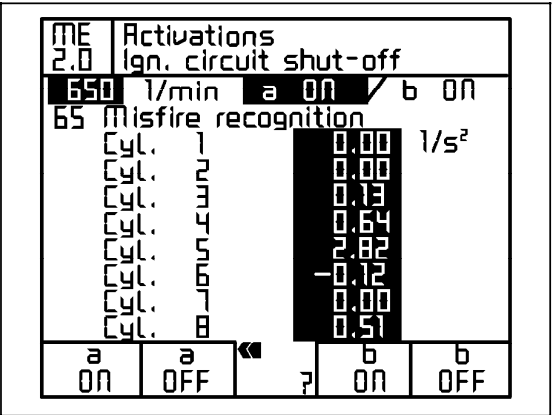 ME Activations
2.0 Ign. circuit shut-off
650 1/min a ON / b ON
65 Misfire recognition
Cyl. 1 0.00 1/s²
Cyl. 2 0.00
Cyl. 3 0.13
Cyl. 4 0.64
Cyl. 5 2.82
Cyl. 6 -0.12
Cyl. 7 0.00
Cyl. 8 0.51
a a « b b
ON OFF ? ON OFF